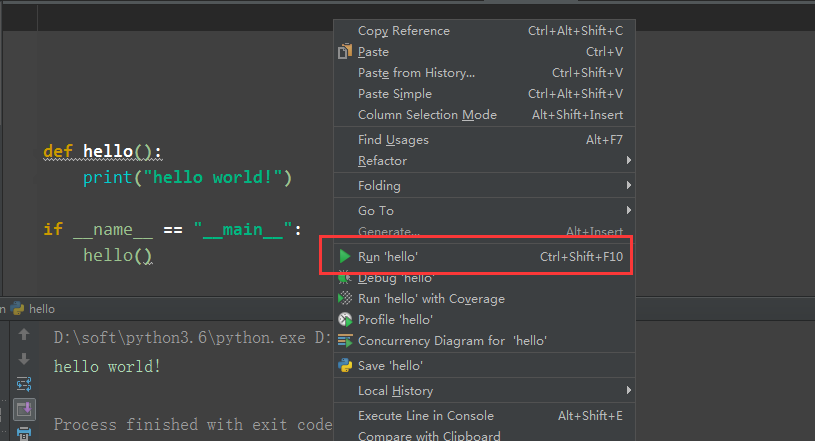 def hello():
print("hello world!")
if __name__ == "__main__":
hello()
Copy Reference Ctrl+Alt+Shift+C
Paste Ctrl+V
Paste from History... Ctrl+Shift+V
Paste Simple Ctrl+Alt+Shift+V
Column Selection Mode Alt+Shift+Insert
Find Usages Alt+F7
Refactor
Folding
Go To
Generate... Alt+Insert
Run 'hello' Ctrl+Shift+F10
Debug 'hello'
Run 'hello' with Coverage
Profile 'hello'
Concurrency Diagram for 'hello'
Save 'hello'
Local History
Execute Line in Console Alt+Shift+E
Compare with Clipboard
n hello
D:\soft\python3.6\python.exe D:
hello world!
Process finished with exit code